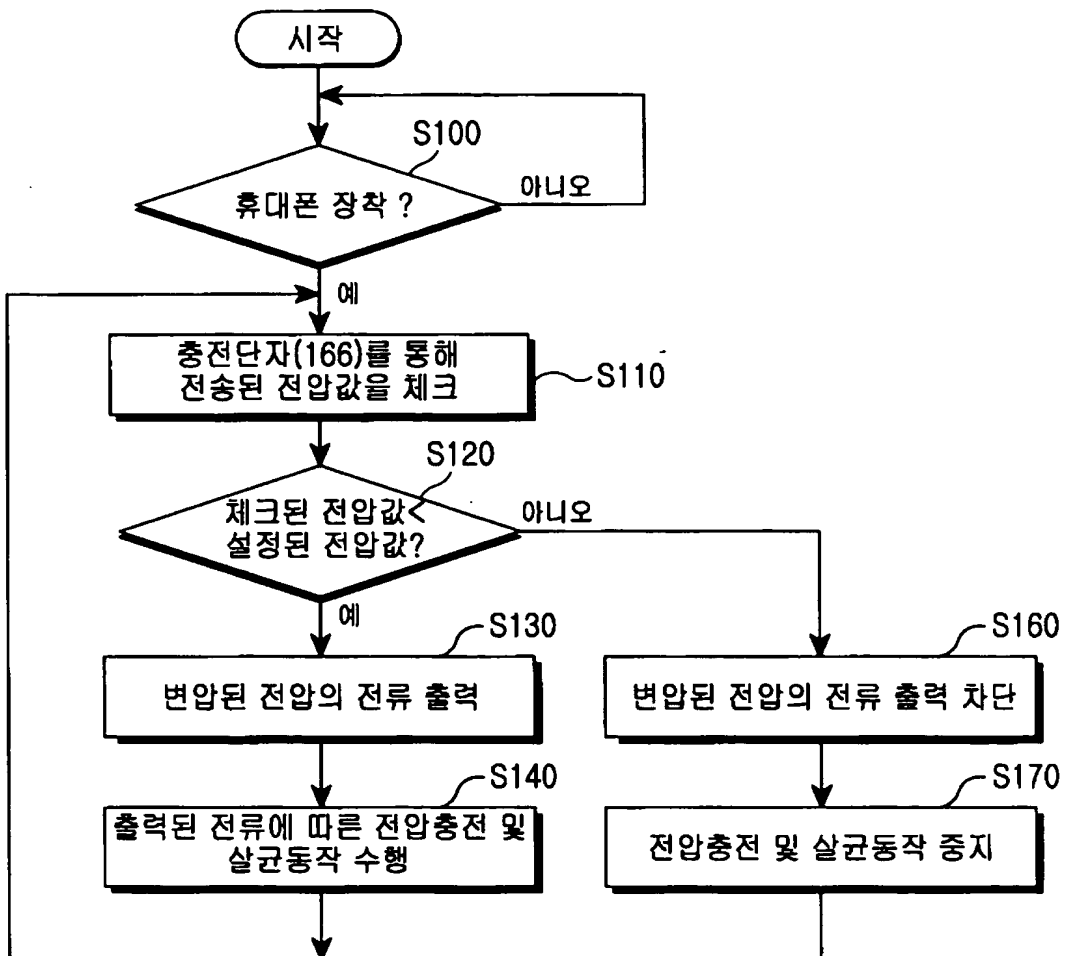 시작
S100
휴대폰 장착 ?
아니오
예
충전단자(166)를 통해
전송된 전압값을 체크
S110
S120
체크된 전압값<
설정된 전압값?
아니오
예
S130
변압된 전압의 전류 출력
S160
변압된 전압의 전류 출력 차단
S140
출력된 전류에 따른 전압충전 및
살균동작 수행
S170
전압충전 및 살균동작 중지